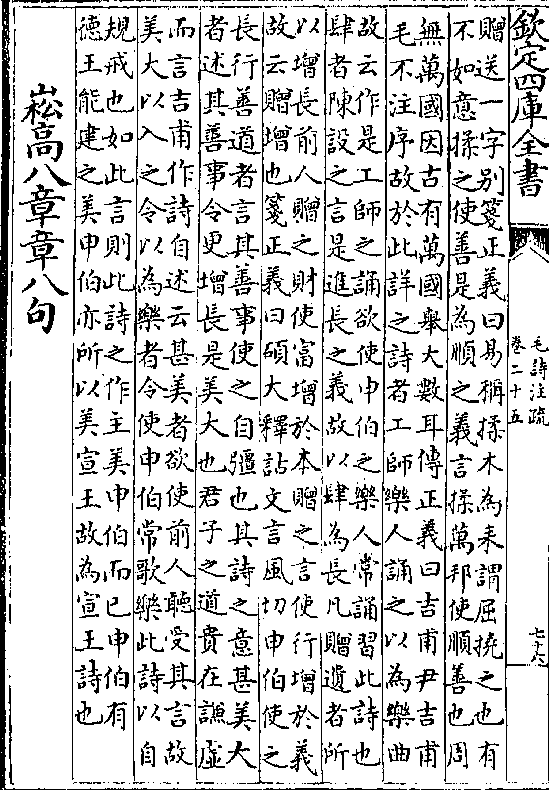 欽定四庫全書
毛詩注疏
卷二十五
七十六
贈送一字别箋正義曰易稱揉木為耒謂屈撓之也有
不如意揉之使善是為順之義言揉萬邦使順善也周
無萬國因古有萬國舉大數耳傳正義曰吉甫尹吉甫
毛不注序故於此詳之詩者工師樂人誦之以為樂曲
故云作是工師之誦欲使申伯之樂人常誦習此詩也
肆者陳設之言是進長之義故以肆為長凡贈遺者所
以增長前人贈之財使富增於本贈之言使行增於義
故云贈增也箋正義曰碩大釋詁文言風切申伯使之
長行善道者言其善事使之自彊也其詩之意甚美大
者述其善事令更增長是美大也君子之道貴在謙虚
而言吉甫作詩自述云甚美者欲使前人聽受其言故
美大以入之令以為樂者令使申伯常歌樂此詩以自
規戒也如此言則此詩之作主美申伯而已申伯有
德王能建之美申伯亦所以美宣王故為宣王詩也
崧高八章章八句